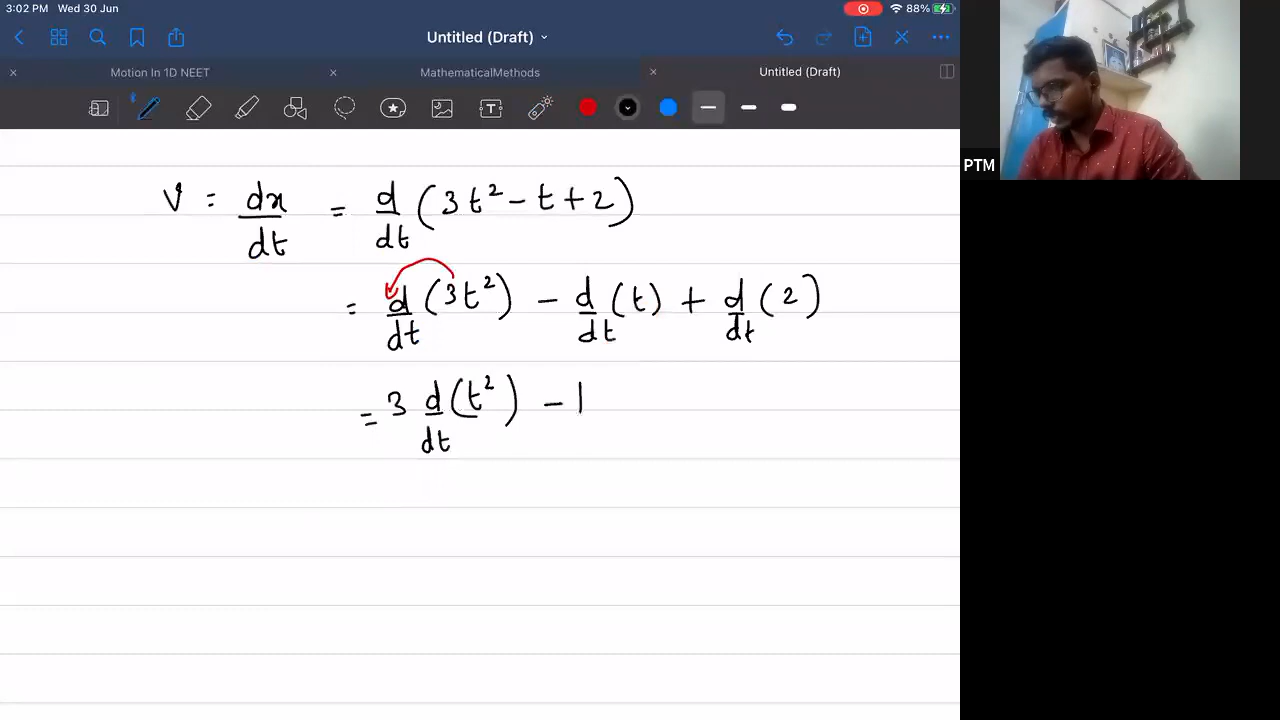 3:02 PM Wed 30 Jun 88%
Untitled (Draft)
Motion In 1D NEET MathematicalMethods Untitled (Draft)
PTM
V = dx/dt = d/dt (3t² - t + 2)
= d/dt (3t²) - d/dt (t) + d/dt (2)
= 3 d/dt (t²) - 1